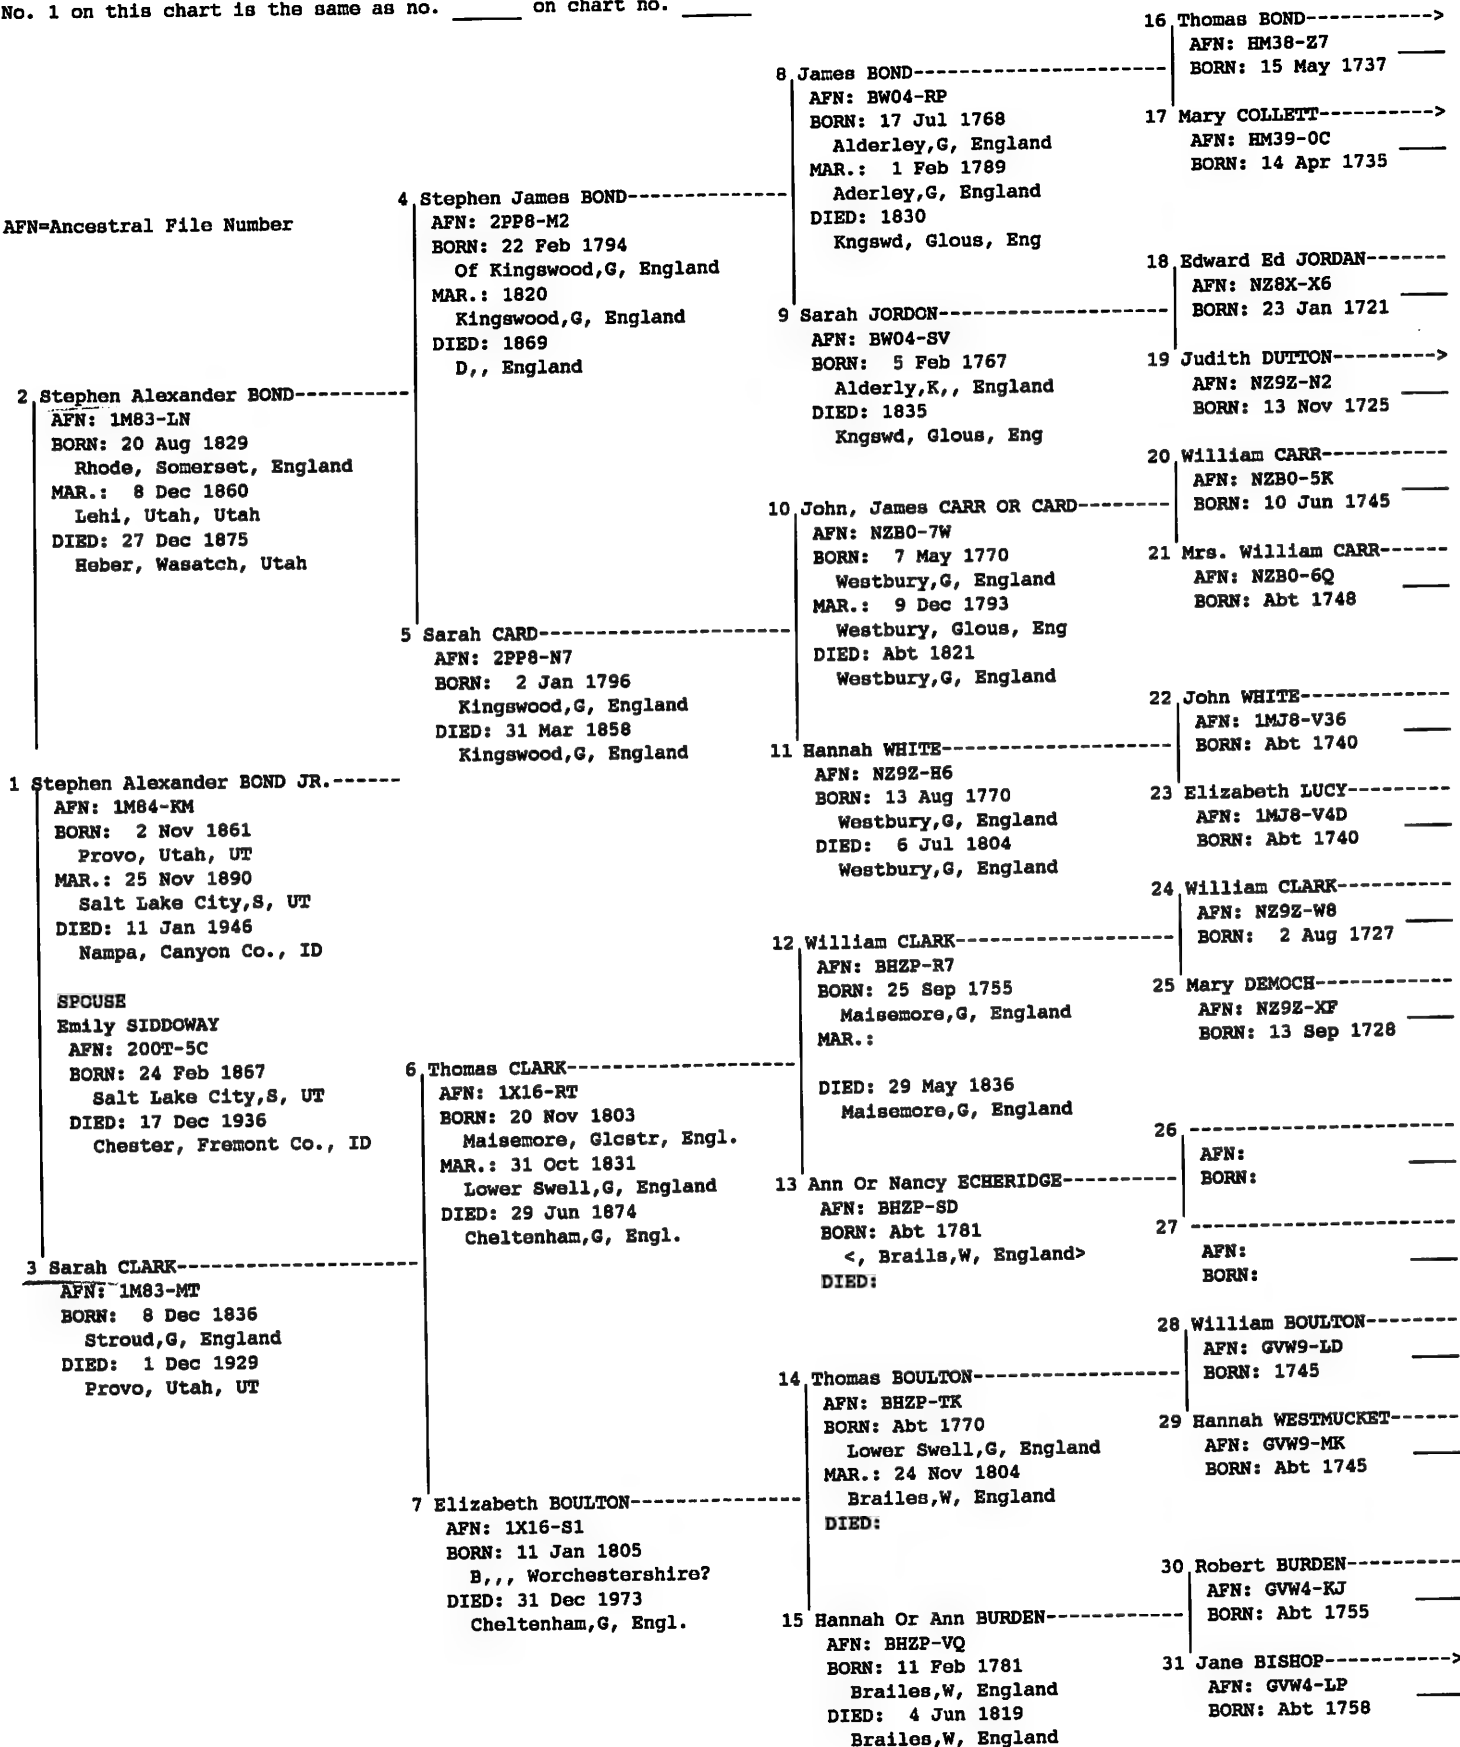 No. 1 on this chart is the same as no. ______ on chart no. ______
AFN=Ancestral File Number
16 Thomas BOND----------->
AFN: HM38-Z7
BORN: 15 May 1737
8 James BOND----------------------
AFN: BW04-RP
BORN: 17 Jul 1768
Alderley,G, England
MAR.: 1 Feb 1789
Aderley,G, England
DIED: 1830
Kngswd, Glous, Eng
17 Mary COLLETT----------->
AFN: HM39-0C
BORN: 14 Apr 1735
4 Stephen James BOND--------------
AFN: 2PP8-M2
BORN: 22 Feb 1794
Of Kingswood,G, England
MAR.: 1820
Kingswood,G, England
DIED: 1869
D,, England
18 Edward Ed JORDAN-------
AFN: NZ8X-X6
BORN: 23 Jan 1721
9 Sarah JORDON--------------------
AFN: BW04-SV
BORN: 5 Feb 1767
Alderly,K,, England
DIED: 1835
Kngswd, Glous, Eng
19 Judith DUTTON--------->
AFN: NZ9Z-N2
BORN: 13 Nov 1725
2 Stephen Alexander BOND----------
AFN: 1M83-LN
BORN: 20 Aug 1829
Rhode, Somerset, England
MAR.: 8 Dec 1860
Lehi, Utah, Utah
DIED: 27 Dec 1875
Heber, Wasatch, Utah
20 William CARR-----------
AFN: NZB0-5K
BORN: 10 Jun 1745
10 John, James CARR OR CARD--------
AFN: NZB0-7W
BORN: 7 May 1770
Westbury,G, England
MAR.: 9 Dec 1793
Westbury, Glous, Eng
DIED: Abt 1821
Westbury,G, England
21 Mrs. William CARR------
AFN: NZB0-6Q
BORN: Abt 1748
5 Sarah CARD----------------------
AFN: 2PP8-N7
BORN: 2 Jan 1796
Kingswood,G, England
DIED: 31 Mar 1858
Kingswood,G, England
22 John WHITE-------------
AFN: 1MJ8-V36
BORN: Abt 1740
11 Hannah WHITE--------------------
AFN: NZ9Z-H6
BORN: 13 Aug 1770
Westbury,G, England
DIED: 6 Jul 1804
Westbury,G, England
23 Elizabeth LUCY---------
AFN: 1MJ8-V4D
BORN: Abt 1740
1 Stephen Alexander BOND JR.------
AFN: 1M84-KM
BORN: 2 Nov 1861
Provo, Utah, UT
MAR.: 25 Nov 1890
Salt Lake City,S, UT
DIED: 11 Jan 1946
Nampa, Canyon Co., ID
SPOUSE
Emily SIDDOWAY
AFN: 200T-5C
BORN: 24 Feb 1867
Salt Lake City,S, UT
DIED: 17 Dec 1936
Chester, Fremont Co., ID
24 William CLARK----------
AFN: NZ9Z-W8
BORN: 2 Aug 1727
12 William CLARK-------------------
AFN: BHZP-R7
BORN: 25 Sep 1755
Maisemore,G, England
MAR.:
DIED: 29 May 1836
Maisemore,G, England
25 Mary DEMOCH------------
AFN: NZ9Z-XF
BORN: 13 Sep 1728
6 Thomas CLARK--------------------
AFN: 1X16-RT
BORN: 20 Nov 1803
Maisemore, Glcstr, Engl.
MAR.: 31 Oct 1831
Lower Swell,G, England
DIED: 29 Jun 1874
Cheltenham,G, Engl.
26 -----------------------
AFN:
BORN:
13 Ann Or Nancy ECHERIDGE----------
AFN: BHZP-SD
BORN: Abt 1781
<, Brails,W, England>
DIED:
27 -----------------------
AFN:
BORN:
3 Sarah CLARK---------------------
AFN: 1M83-MT
BORN: 8 Dec 1836
Stroud,G, England
DIED: 1 Dec 1929
Provo, Utah, UT
28 William BOULTON--------
AFN: GVW9-LD
BORN: 1745
14 Thomas BOULTON------------------
AFN: BHZP-TK
BORN: Abt 1770
Lower Swell,G, England
MAR.: 24 Nov 1804
Brailes,W, England
DIED:
29 Hannah WESTMUCKET------
AFN: GVW9-MK
BORN: Abt 1745
7 Elizabeth BOULTON---------------
AFN: 1X16-S1
BORN: 11 Jan 1805
B,,, Worchestershire?
DIED: 31 Dec 1973
Cheltenham,G, Engl.
30 Robert BURDEN----------
AFN: GVW4-KJ
BORN: Abt 1755
15 Hannah Or Ann BURDEN------------
AFN: BHZP-VQ
BORN: 11 Feb 1781
Brailes,W, England
DIED: 4 Jun 1819
Brailes,W, England
31 Jane BISHOP----------->
AFN: GVW4-LP
BORN: Abt 1758